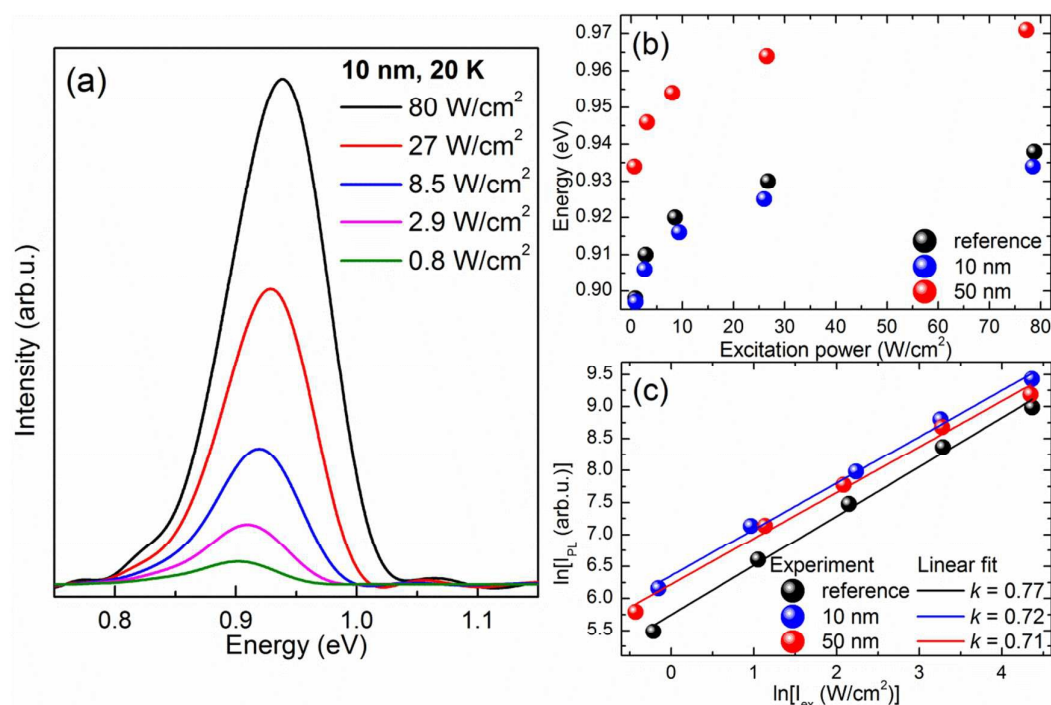 (a)
10 nm, 20 K
80 W/cm²
27 W/cm²
8.5 W/cm²
2.9 W/cm²
0.8 W/cm²
Intensity (arb.u.)
0.8 0.9 1.0 1.1
Energy (eV)
(b)
0.97
0.96
0.95
0.94
0.93
0.92
0.91
0.90
Energy (eV)
reference
10 nm
50 nm
0 10 20 30 40 50 60 70 80
Excitation power (W/cm²)
(c)
9.5
9.0
8.5
8.0
7.5
7.0
6.5
6.0
5.5
ln[I_PL (arb.u.)]
Experiment Linear fit
reference k = 0.77
10 nm k = 0.72
50 nm k = 0.71
0 1 2 3 4
ln[I_ex (W/cm²)]